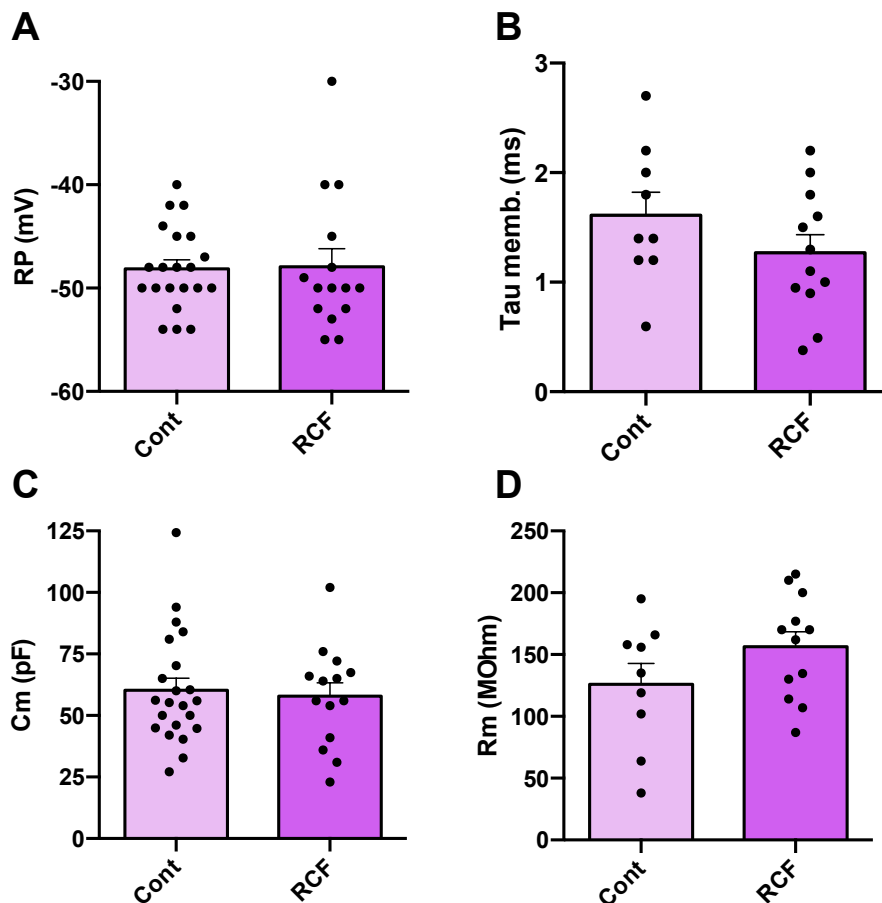 A
RP (mV)
-30
-40
-50
-60
Cont
RCF
B
Tau memb. (ms)
3
2
1
0
Cont
RCF
C
Cm (pF)
125
100
75
50
25
0
Cont
RCF
D
Rm (MOhm)
250
200
150
100
50
0
Cont
RCF